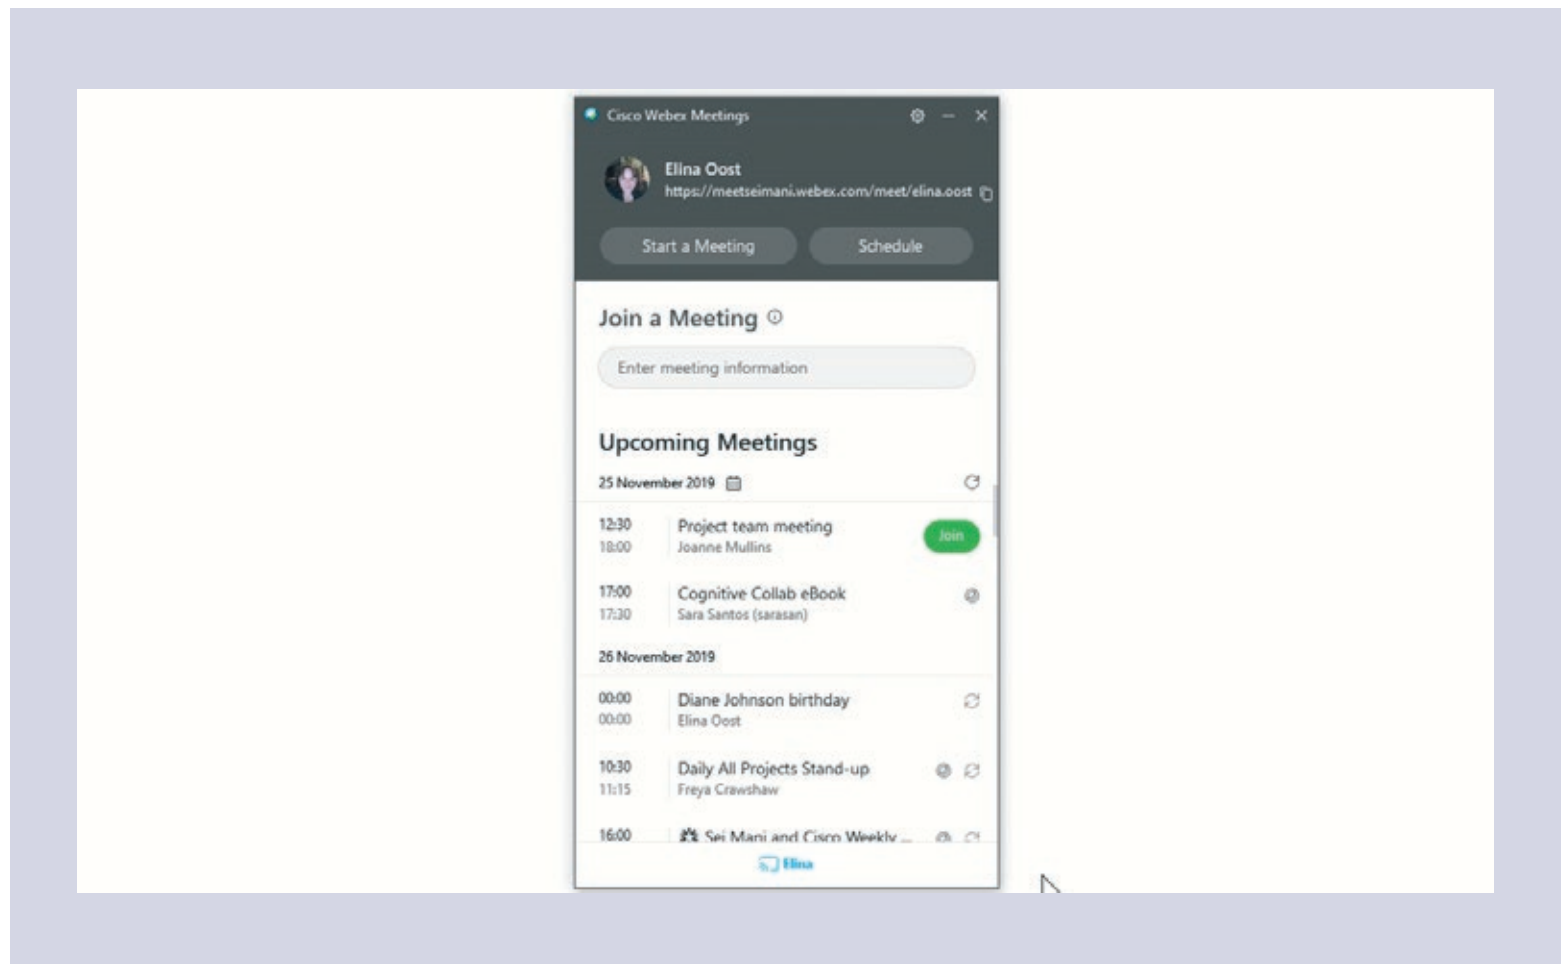 Cisco Webex Meetings
Elina Oost
https://meetseimani.webex.com/meet/elina.oost
Start a Meeting
Schedule
Join a Meeting
Enter meeting information
Upcoming Meetings
25 November 2019
12:30 Project team meeting Join
18:00 Joanne Mullins
17:00 Cognitive Collab eBook
17:30 Sara Santos (sarasan)
26 November 2019
00:00 Diane Johnson birthday
00:00 Elina Oost
10:30 Daily All Projects Stand-up
11:15 Freya Crawshaw
16:00 Sei Mani and Cisco Weekly ...
Elina